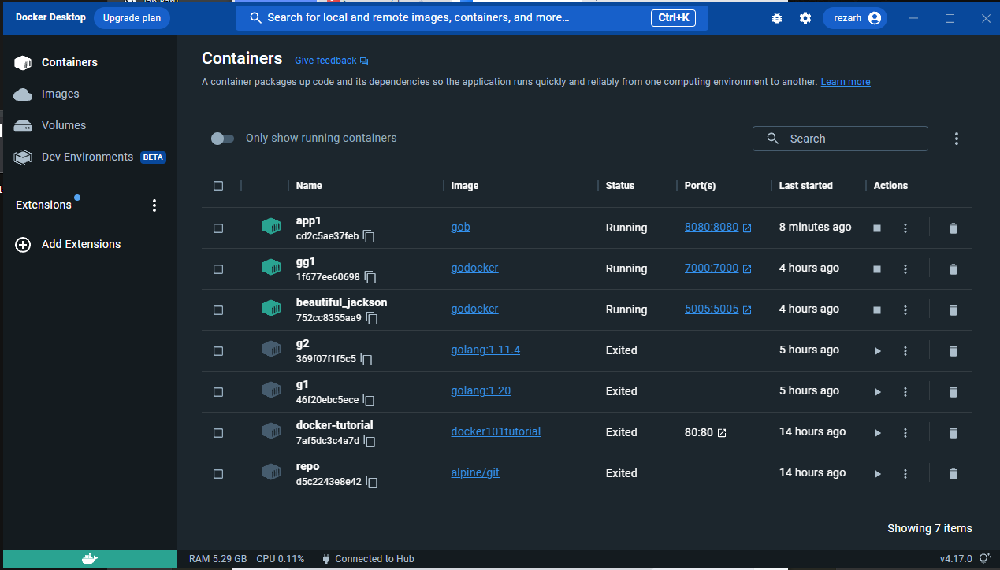 Docker Desktop Upgrade plan Search for local and remote images, containers, and more... Ctrl+K rezarh
Containers
Images
Volumes
Dev Environments BETA
Extensions
Add Extensions
Containers Give feedback
A container packages up code and its dependencies so the application runs quickly and reliably from one computing environment to another. Learn more
Only show running containers Search
Name Image Status Port(s) Last started Actions
app1
cd2c5ae37feb gob Running 8080:8080 8 minutes ago
gg1
1f677ee60698 godocker Running 7000:7000 4 hours ago
beautiful_jackson
752cc8355aa9 godocker Running 5005:5005 4 hours ago
g2
369f07f1f5c5 golang:1.11.4 Exited 5 hours ago
g1
46f20ebc5ece golang:1.20 Exited 5 hours ago
docker-tutorial
7af5dc3c4a7d docker101tutorial Exited 80:80 14 hours ago
repo
d5c2243e8e42 alpine/git Exited 14 hours ago
Showing 7 items
RAM 5.29 GB CPU 0.11% Connected to Hub v4.17.0